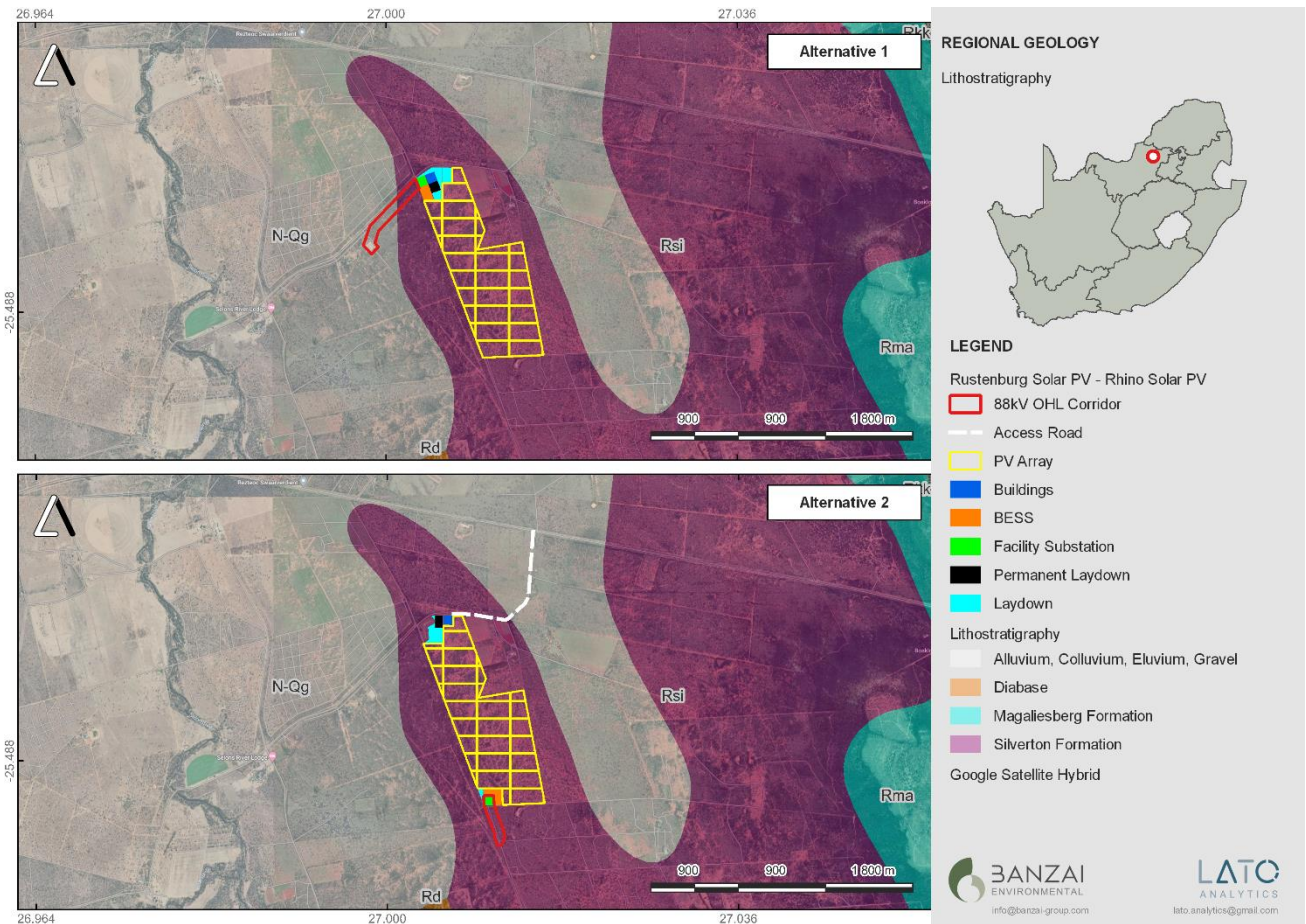 26.964
27.000
27.036
Alternative 1
Rkk
N-Qg
Rsi
-25.488
Rma
900
900
1 800 m
Rd
Alternative 2
Rkk
N-Qg
Rsi
-25.488
Rma
900
900
1 800 m
Rd
26.964
27.000
27.036
REGIONAL GEOLOGY
Lithostratigraphy
LEGEND
Rustenburg Solar PV - Rhino Solar PV
88kV OHL Corridor
Access Road
PV Array
Buildings
BESS
Facility Substation
Permanent Laydown
Laydown
Lithostratigraphy
Alluvium, Colluvium, Eluvium, Gravel
Diabase
Magaliesberg Formation
Silverton Formation
Google Satellite Hybrid
BANZAI
ENVIRONMENTAL
info@banzai-group.com
LATO
ANALYTICS
lato.analytics@gmail.com